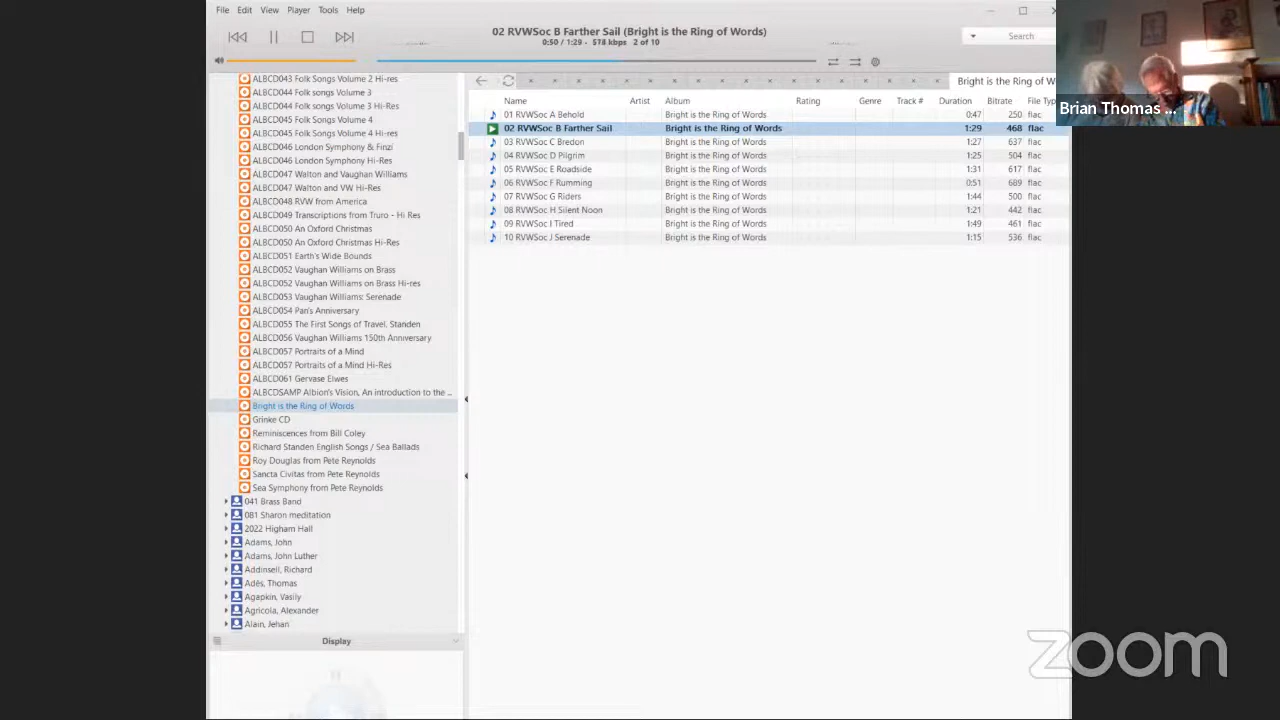 File Edit View Player Tools Help
02 RVWSoc B Farther Sail (Bright is the Ring of Words)
0:50 / 1:29 - 578 kbps 2 of 10
Search
Brian Thomas ...
Bright is the Ring of W
Name Artist Album Rating Genre Track # Duration Bitrate File Typ
01 RVWSoc A Behold Bright is the Ring of Words 0:47 250 flac
02 RVWSoc B Farther Sail Bright is the Ring of Words 1:29 468 flac
03 RVWSoc C Bredon Bright is the Ring of Words 1:27 637 flac
04 RVWSoc D Pilgrim Bright is the Ring of Words 1:25 504 flac
05 RVWSoc E Roadside Bright is the Ring of Words 1:31 617 flac
06 RVWSoc F Rumming Bright is the Ring of Words 0:51 689 flac
07 RVWSoc G Riders Bright is the Ring of Words 1:44 500 flac
08 RVWSoc H Silent Noon Bright is the Ring of Words 1:21 442 flac
09 RVWSoc I Tired Bright is the Ring of Words 1:49 461 flac
10 RVWSoc J Serenade Bright is the Ring of Words 1:15 536 flac
ALBCD043 Folk Songs Volume 2 Hi-res
ALBCD044 Folk songs Volume 3
ALBCD044 Folk songs Volume 3 Hi-Res
ALBCD045 Folk Songs Volume 4
ALBCD045 Folk Songs Volume 4 Hi-res
ALBCD046 London Symphony & Finzi
ALBCD046 London Symphony Hi-Res
ALBCD047 Walton and Vaughan Williams
ALBCD047 Walton and VW Hi-Res
ALBCD048 RVW from America
ALBCD049 Transcriptions from Truro - Hi Res
ALBCD050 An Oxford Christmas
ALBCD050 An Oxford Christmas Hi-Res
ALBCD051 Earth's Wide Bounds
ALBCD052 Vaughan Williams on Brass
ALBCD052 Vaughan Williams on Brass Hi-res
ALBCD053 Vaughan Williams: Serenade
ALBCD054 Pan's Anniversary
ALBCD055 The First Songs of Travel. Standen
ALBCD056 Vaughan Williams 150th Anniversary
ALBCD057 Portraits of a Mind
ALBCD057 Portraits of a Mind Hi-Res
ALBCD061 Gervase Elwes
ALBCDSAMP Albion's Vision, An introduction to the ...
Bright is the Ring of Words
Grinke CD
Reminiscences from Bill Coley
Richard Standen English Songs / Sea Ballads
Roy Douglas from Pete Reynolds
Sancta Civitas from Pete Reynolds
Sea Symphony from Pete Reynolds
041 Brass Band
081 Sharon meditation
2022 Higham Hall
Adams, John
Adams, John Luther
Addinsell, Richard
Adès, Thomas
Agapkin, Vasily
Agricola, Alexander
Alain, Jehan
Display
zoom